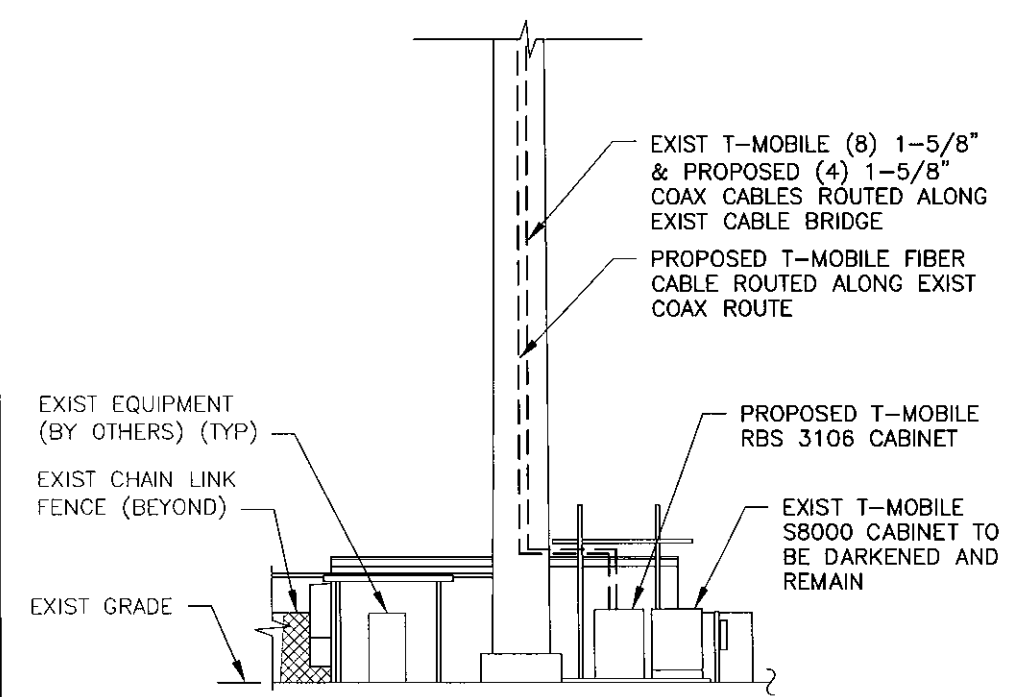 EXIST T-MOBILE (8) 1-5/8"
& PROPOSED (4) 1-5/8"
COAX CABLES ROUTED ALONG
EXIST CABLE BRIDGE
PROPOSED T-MOBILE FIBER
CABLE ROUTED ALONG EXIST
COAX ROUTE
EXIST EQUIPMENT
(BY OTHERS) (TYP)
EXIST CHAIN LINK
FENCE (BEYOND)
EXIST GRADE
PROPOSED T-MOBILE
RBS 3106 CABINET
EXIST T-MOBILE
S8000 CABINET TO
BE DARKENED AND
REMAIN